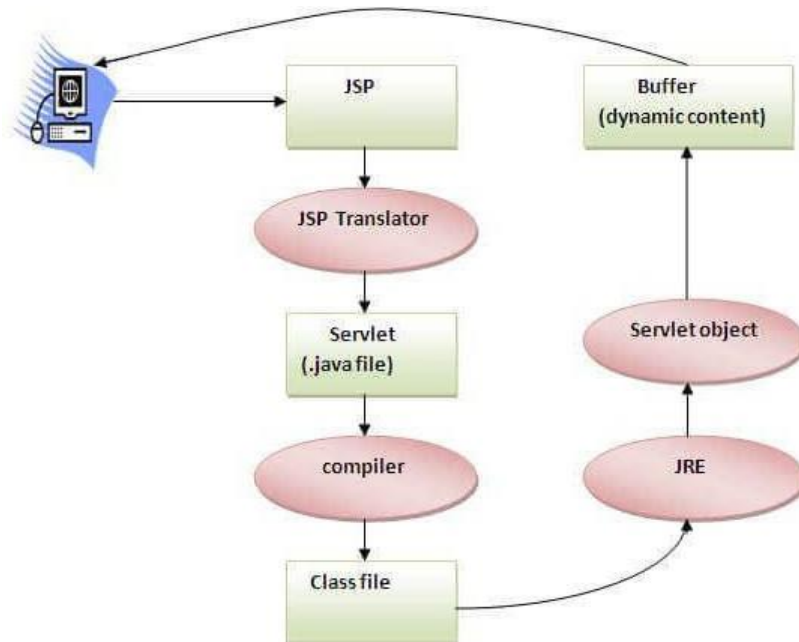 JSP
JSP Translator
Servlet
(.java file)
compiler
Class file
JRE
Servlet object
Buffer
(dynamic content)